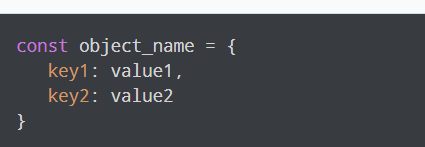 const object_name = {
   key1: value1,
   key2: value2
}